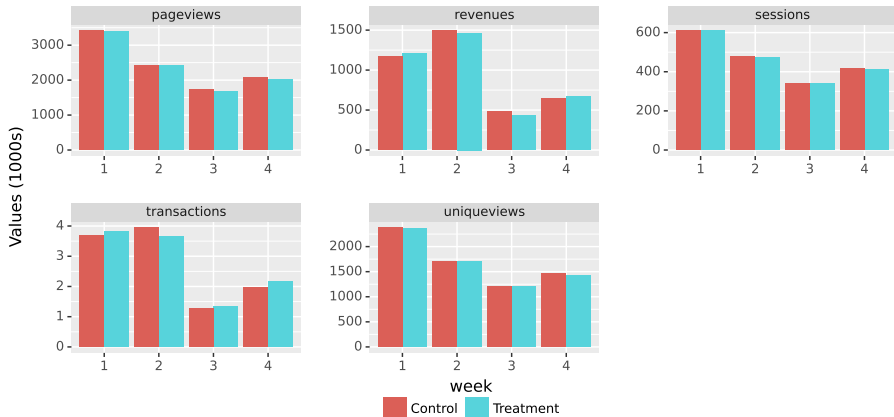 pageviews
revenues
sessions
3000
2000
1000
0
1500
1000
500
0
600
400
200
0
1 2 3 4
1 2 3 4
1 2 3 4
Values (1000s)
transactions
uniqueviews
4
3
2
1
0
2000
1500
1000
500
0
1 2 3 4
1 2 3 4
week
Control Treatment